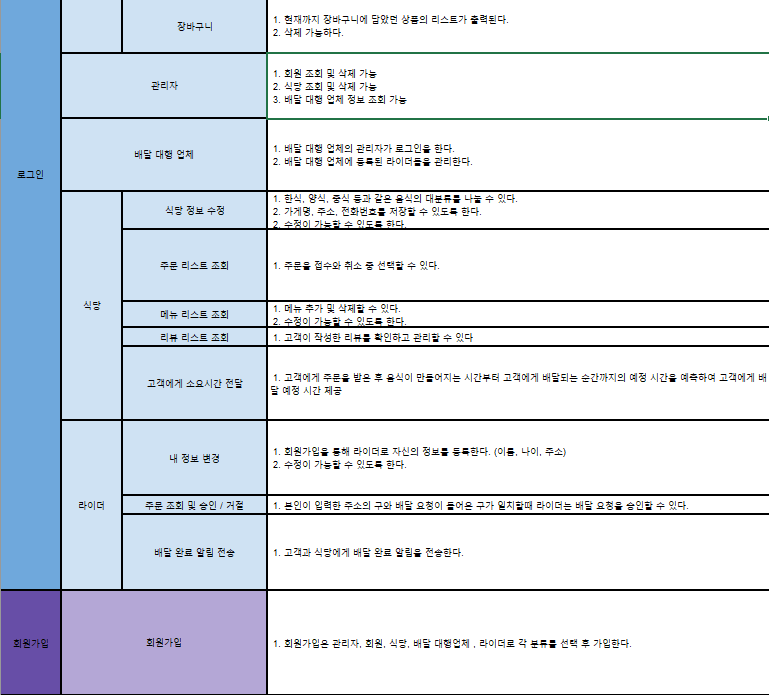 로그인
장바구니
1. 현재까지 장바구니에 담았던 상품의 리스트가 출력된다.
2. 삭제 가능하다.
관리자
1. 회원 조회 및 삭제 가능
2. 식당 조회 및 삭제 가능
3. 배달 대행 업체 정보 조회 가능
배달 대행 업체
1. 배달 대행 업체의 관리자가 로그인을 한다.
2. 배달 대행 업체에 등록된 라이더들을 관리한다.
식당
식당 정보 수정
1. 한식, 양식, 중식 등과 같은 음식의 대분류를 나눌 수 있다.
2. 가게명, 주소, 전화번호를 저장할 수 있도록 한다.
2. 수정이 가능할 수 있도록 한다.
주문 리스트 조회
1. 주문을 접수와 취소 중 선택할 수 있다.
메뉴 리스트 조회
1. 메뉴 추가 및 삭제할 수 있다.
2. 수정이 가능할 수 있도록 한다.
리뷰 리스트 조회
1. 고객이 작성한 리뷰를 확인하고 관리할 수 있다
고객에게 소요시간 전달
1. 고객에게 주문을 받은 후 음식이 만들어지는 시간부터 고객에게 배달되는 순간까지의 예정 시간을 예측하여 고객에게 배
달 예정 시간 제공
라이더
내 정보 변경
1. 회원가입을 통해 라이더로 자신의 정보를 등록한다. (이름, 나이, 주소)
2. 수정이 가능할 수 있도록 한다.
주문 조회 및 승인 / 거절
1. 본인이 입력한 주소의 구와 배달 요청이 들어온 구가 일치할때 라이더는 배달 요청을 승인할 수 있다.
배달 완료 알림 전송
1. 고객과 식당에게 배달 완료 알림을 전송한다.
회원가입
회원가입
1. 회원가입은 관리자, 회원, 식당, 배달 대행업체 , 라이더로 각 분류를 선택 후 가입한다.